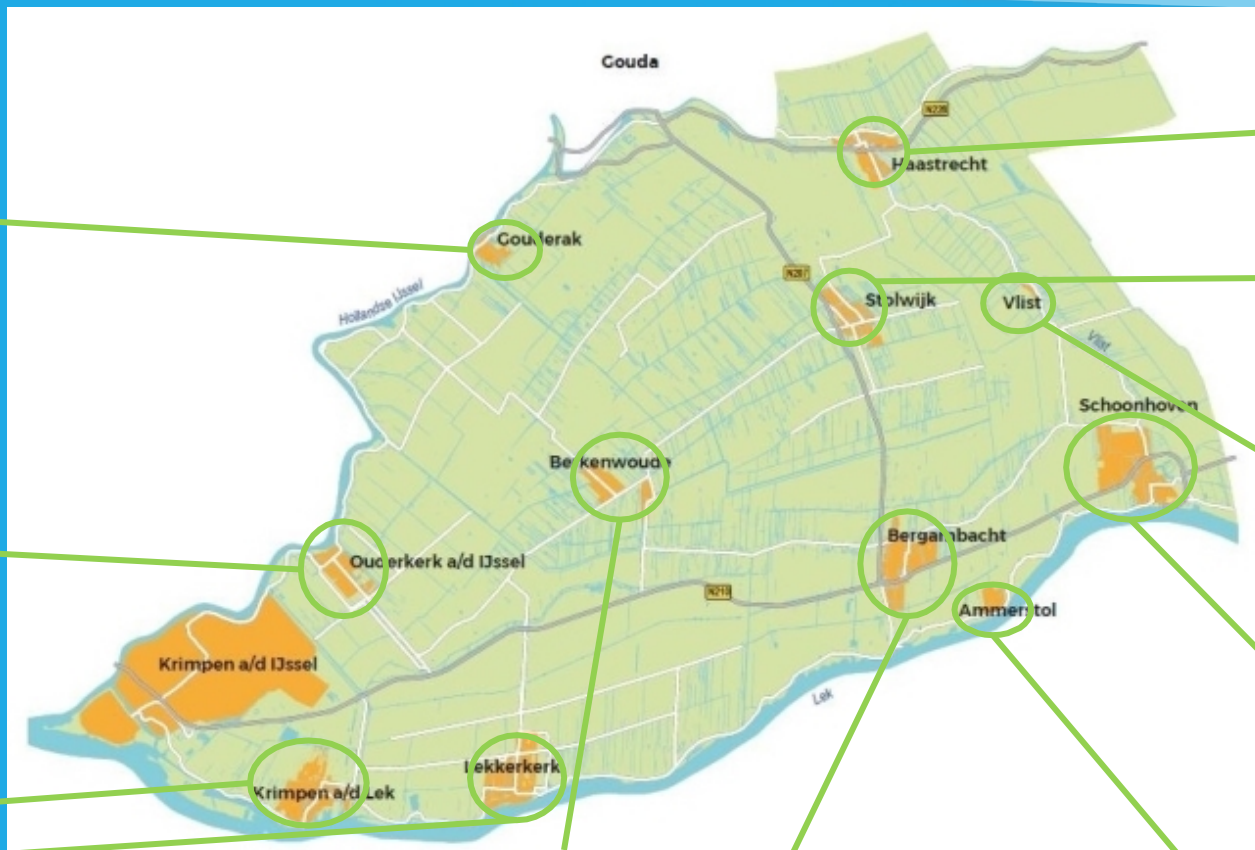 Gouda
N228
Haastrecht
Gouderak
N207
Hollandse IJssel
Stolwijk
Vlist
Vlist
Schoonhoven
Berkenwoude
Bergambacht
Ouderkerk a/d IJssel
N210
Ammerstol
Krimpen a/d IJssel
Lek
Lekkerkerk
Krimpen a/d Lek